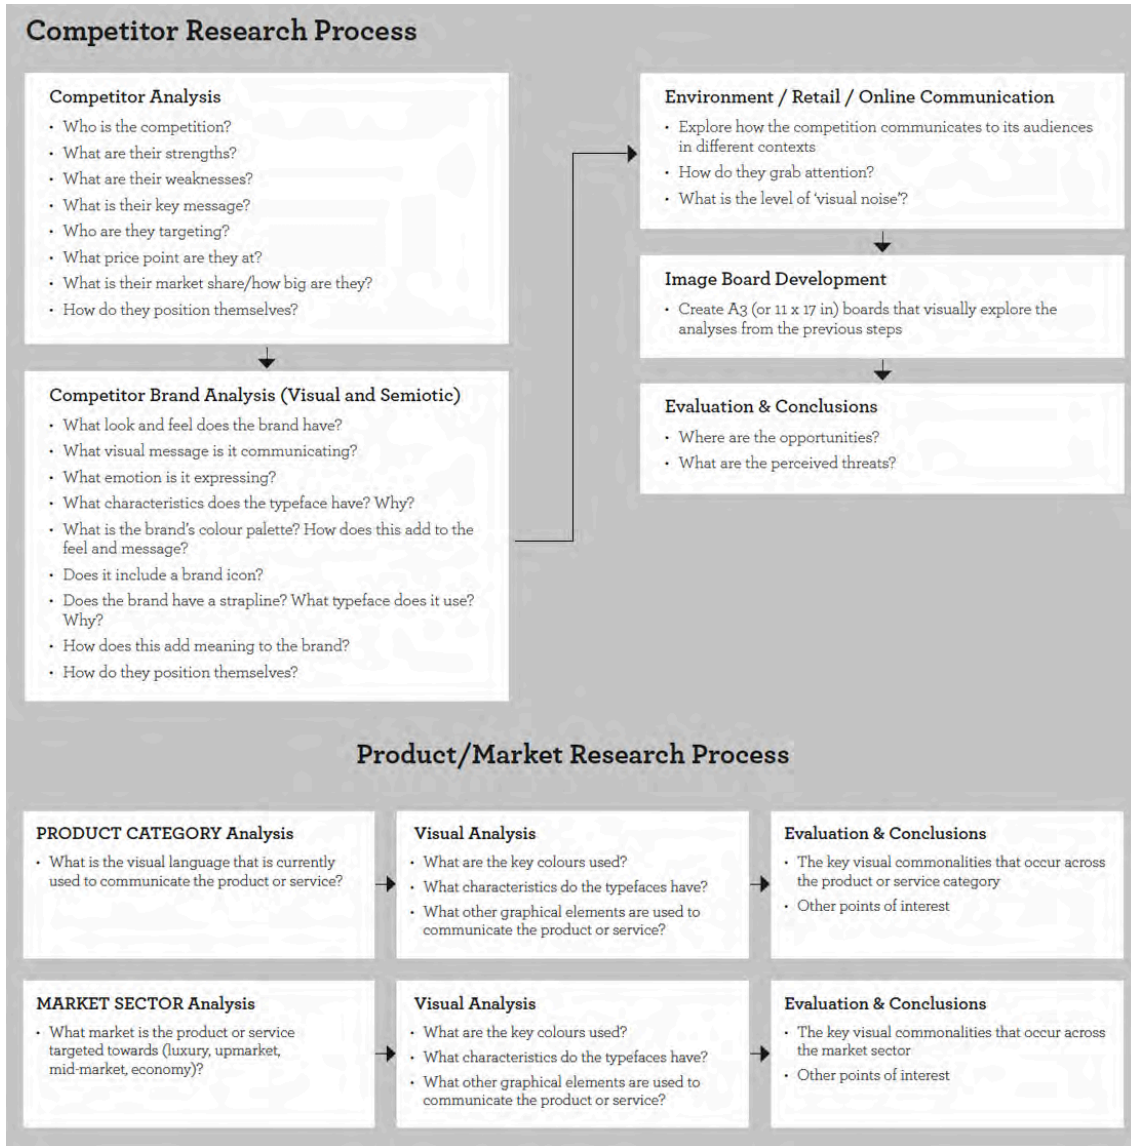 Competitor Research Process
Competitor Analysis
• Who is the competition?
• What are their strengths?
• What are their weaknesses?
• What is their key message?
• Who are they targeting?
• What price point are they at?
• What is their market share/how big are they?
• How do they position themselves?
Competitor Brand Analysis (Visual and Semiotic)
• What look and feel does the brand have?
• What visual message is it communicating?
• What emotion is it expressing?
• What characteristics does the typeface have? Why?
• What is the brand's colour palette? How does this add to the
feel and message?
• Does it include a brand icon?
• Does the brand have a strapline? What typeface does it use?
Why?
• How does this add meaning to the brand?
• How do they position themselves?
Environment / Retail / Online Communication
• Explore how the competition communicates to its audiences
in different contexts
• How do they grab attention?
• What is the level of 'visual noise'?
Image Board Development
• Create A3 (or 11 x 17 in) boards that visually explore the
analyses from the previous steps
Evaluation & Conclusions
• Where are the opportunities?
• What are the perceived threats?
Product/Market Research Process
PRODUCT CATEGORY Analysis
• What is the visual language that is currently
used to communicate the product or service?
Visual Analysis
• What are the key colours used?
• What characteristics do the typefaces have?
• What other graphical elements are used to
communicate the product or service?
Evaluation & Conclusions
• The key visual commonalities that occur across
the product or service category
• Other points of interest
MARKET SECTOR Analysis
• What market is the product or service
targeted towards (luxury, upmarket,
mid-market, economy)?
Visual Analysis
• What are the key colours used?
• What characteristics do the typefaces have?
• What other graphical elements are used to
communicate the product or service?
Evaluation & Conclusions
• The key visual commonalities that occur across
the market sector
• Other points of interest